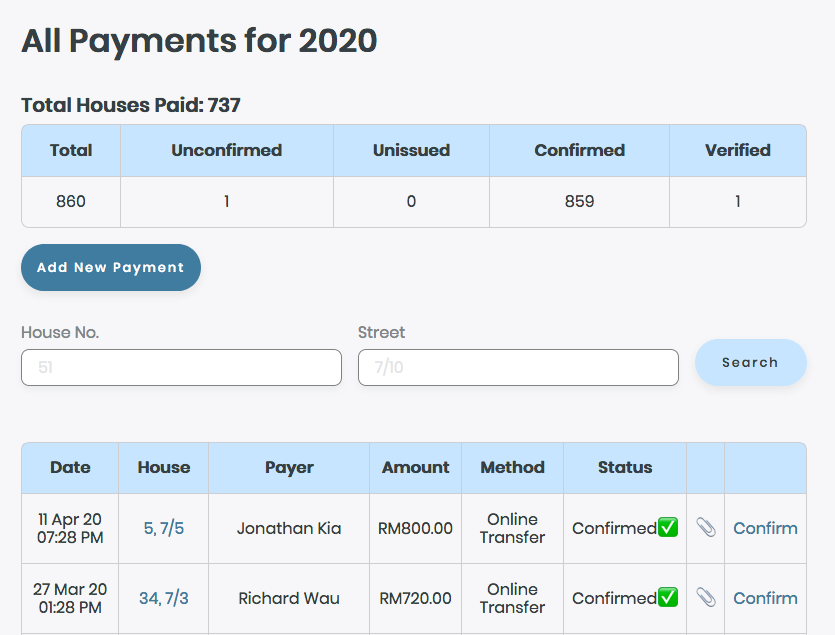 All Payments for 2020
Total Houses Paid: 737
Total Unconfirmed Unissued Confirmed Verified
860 1 0 859 1
Add New Payment
House No. Street
51 7/10 Search
Date House Payer Amount Method Status
11 Apr 20 07:28 PM 5, 7/5 Jonathan Kia RM800.00 Online Transfer Confirmed✅ Confirm
27 Mar 20 01:28 PM 34, 7/3 Richard Wau RM720.00 Online Transfer Confirmed✅ Confirm